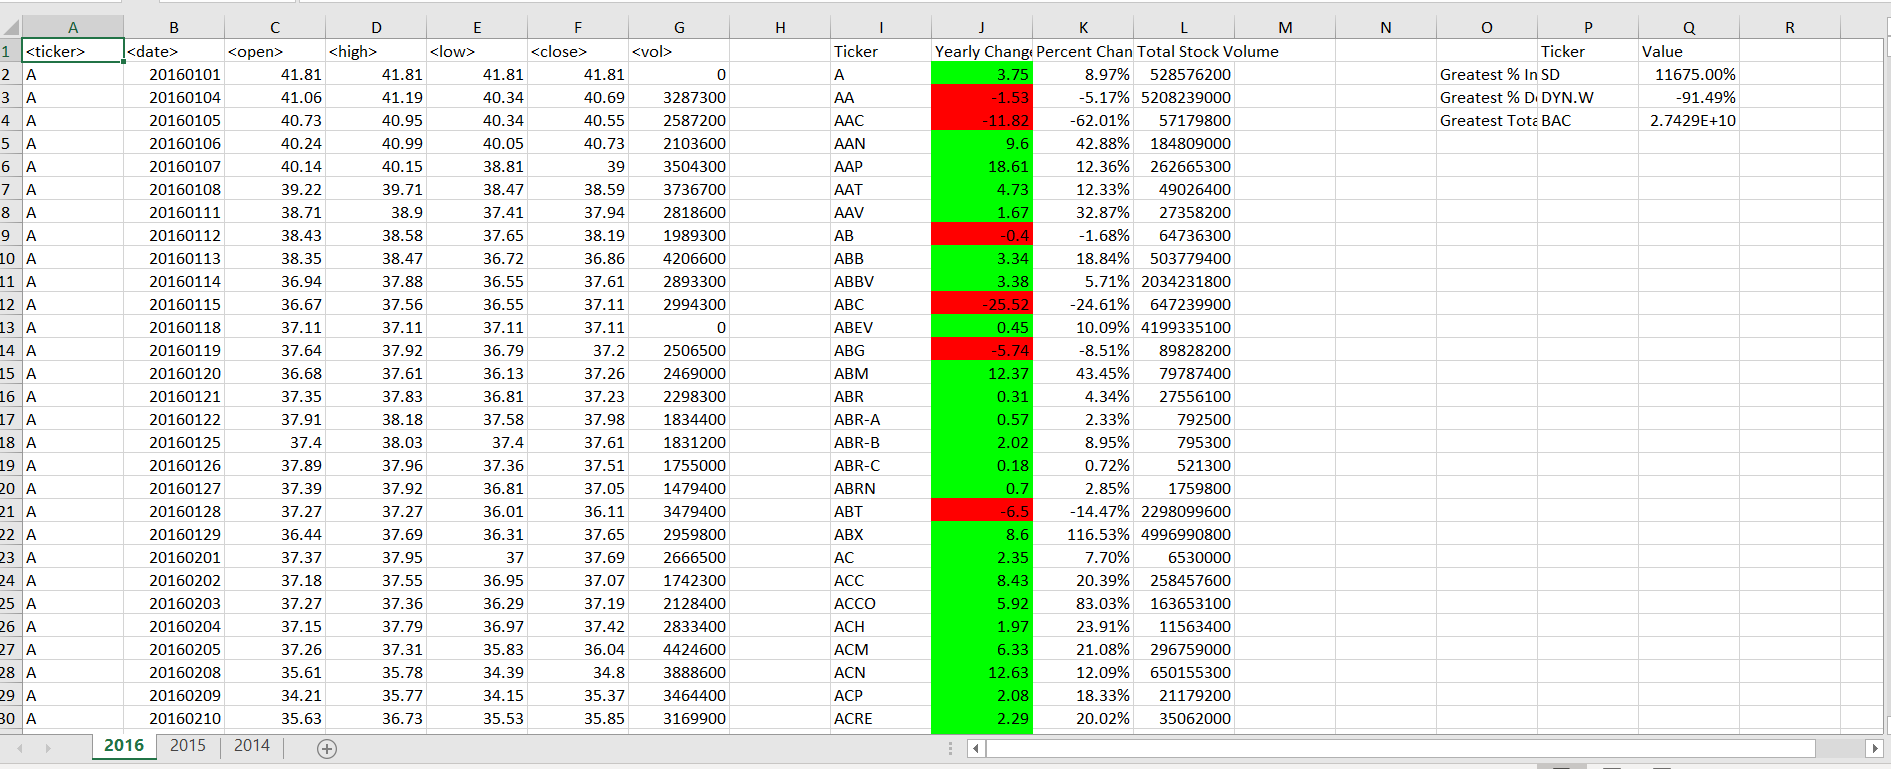 A B C D E F G H I J K L M N O P Q R
1 <ticker> <date> <open> <high> <low> <close> <vol> Ticker Yearly Change Percent Chan Total Stock Volume Ticker Value
2 A 20160101 41.81 41.81 41.81 41.81 0 A 3.75 8.97% 528576200 Greatest % In SD 11675.00%
3 A 20160104 41.06 41.19 40.34 40.69 3287300 AA -1.53 -5.17% 5208239000 Greatest % De DYN.W -91.49%
4 A 20160105 40.73 40.95 40.34 40.55 2587200 AAC -11.82 -62.01% 57179800 Greatest Tota BAC 2.7429E+10
5 A 20160106 40.24 40.99 40.05 40.73 2103600 AAN 9.6 42.88% 184809000
6 A 20160107 40.14 40.15 38.81 39 3504300 AAP 18.61 12.36% 262665300
7 A 20160108 39.22 39.71 38.47 38.59 3736700 AAT 4.73 12.33% 49026400
8 A 20160111 38.71 38.9 37.41 37.94 2818600 AAV 1.67 32.87% 27358200
9 A 20160112 38.43 38.58 37.65 38.19 1989300 AB -0.4 -1.68% 64736300
10 A 20160113 38.35 38.47 36.72 36.86 4206600 ABB 3.34 18.84% 503779400
11 A 20160114 36.94 37.88 36.55 37.61 2893300 ABBV 3.38 5.71% 2034231800
12 A 20160115 36.67 37.56 36.55 37.11 2994300 ABC -25.52 -24.61% 647239900
13 A 20160118 37.11 37.11 37.11 37.11 0 ABEV 0.45 10.09% 4199335100
14 A 20160119 37.64 37.92 36.79 37.2 2506500 ABG -5.74 -8.51% 89828200
15 A 20160120 36.68 37.61 36.13 37.26 2469000 ABM 12.37 43.45% 79787400
16 A 20160121 37.35 37.83 36.81 37.23 2298300 ABR 0.31 4.34% 27556100
17 A 20160122 37.91 38.18 37.58 37.98 1834400 ABR-A 0.57 2.33% 792500
18 A 20160125 37.4 38.03 37.4 37.61 1831200 ABR-B 2.02 8.95% 795300
19 A 20160126 37.89 37.96 37.36 37.51 1755000 ABR-C 0.18 0.72% 521300
20 A 20160127 37.39 37.92 36.81 37.05 1479400 ABRN 0.7 2.85% 1759800
21 A 20160128 37.27 37.27 36.01 36.11 3479400 ABT -6.5 -14.47% 2298099600
22 A 20160129 36.44 37.69 36.31 37.65 2959800 ABX 8.6 116.53% 4996990800
23 A 20160201 37.37 37.95 37 37.69 2666500 AC 2.35 7.70% 6530000
24 A 20160202 37.18 37.55 36.95 37.07 1742300 ACC 8.43 20.39% 258457600
25 A 20160203 37.27 37.36 36.29 37.19 2128400 ACCO 5.92 83.03% 163653100
26 A 20160204 37.15 37.79 36.97 37.42 2833400 ACH 1.97 23.91% 11563400
27 A 20160205 37.26 37.31 35.83 36.04 4424600 ACM 6.33 21.08% 296759000
28 A 20160208 35.61 35.78 34.39 34.8 3888600 ACN 12.63 12.09% 650155300
29 A 20160209 34.21 35.77 34.15 35.37 3464400 ACP 2.08 18.33% 21179200
30 A 20160210 35.63 36.73 35.53 35.85 3169900 ACRE 2.29 20.02% 35062000
2016 2015 2014